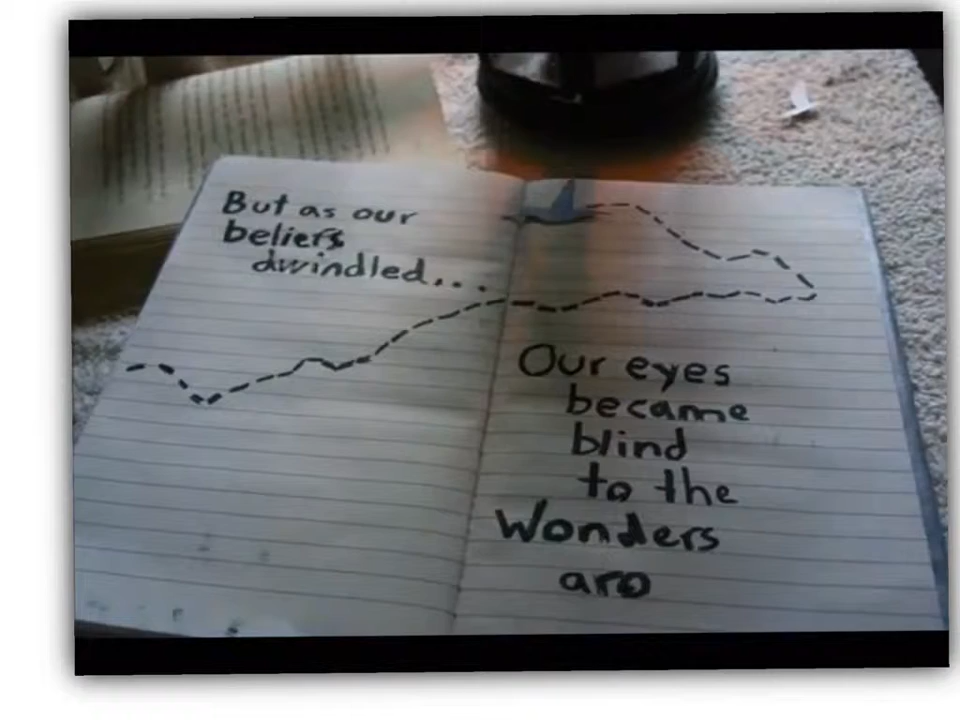 But as our
beliefs
dwindled...
Our eyes
became
blind
to the
Wonders
aro